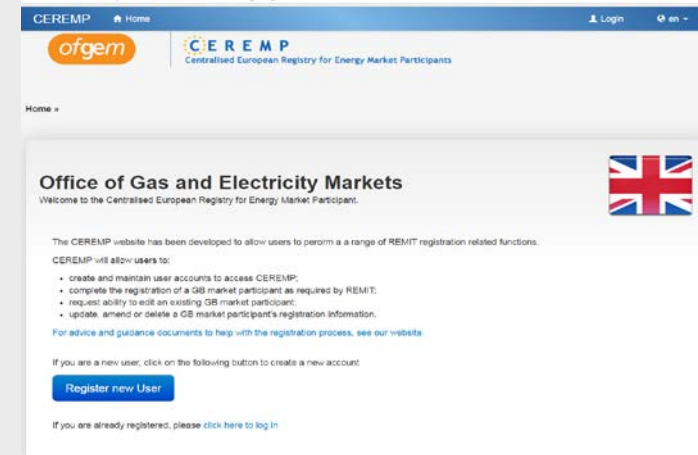 CEREMP Home Login en
ofgem
CEREMP
Centralised European Registry for Energy Market Participants
Home »
Office of Gas and Electricity Markets
Welcome to the Centralised European Registry for Energy Market Participant.
The CEREMP website has been developed to allow users to perorm a a range of REMIT registration related functions.
CEREMP will allow users to:
• create and maintain user accounts to access CEREMP;
• complete the registration of a GB market participant as required by REMIT;
• request ability to edit an existing GB market participant;
• update, amend or delete a GB market participant's registration information.
For advice and guidance documents to help with the registration process, see our website.
If you are a new user, click on the following button to create a new account
Register new User
If you are already registered, please click here to log in